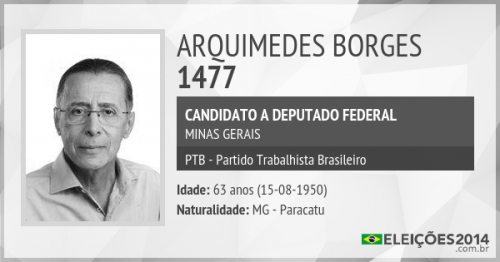 ARQUIMEDES BORGES
1477
CANDIDATO A DEPUTADO FEDERAL
MINAS GERAIS
PTB - Partido Trabalhista Brasileiro
Idade: 63 anos (15-08-1950)
Naturalidade: MG - Paracatu
ELEIÇÕES2014
.com.br